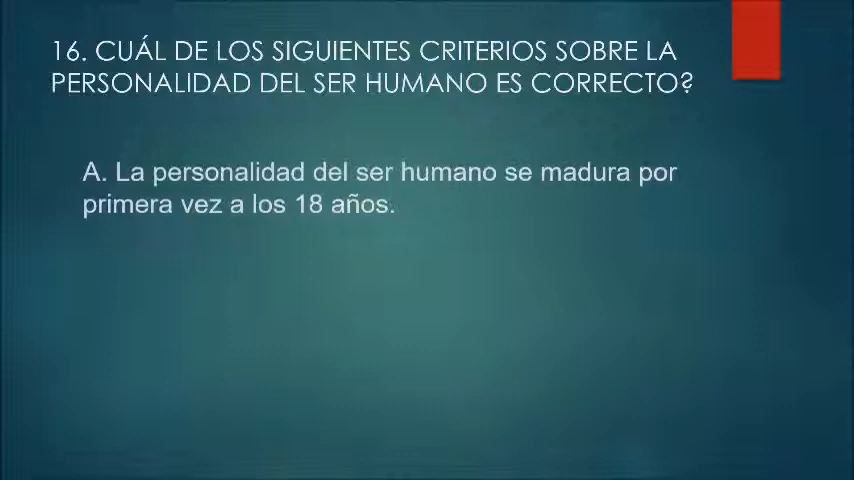 16. CUÁL DE LOS SIGUIENTES CRITERIOS SOBRE LA
PERSONALIDAD DEL SER HUMANO ES CORRECTO?
A. La personalidad del ser humano se madura por
primera vez a los 18 años.